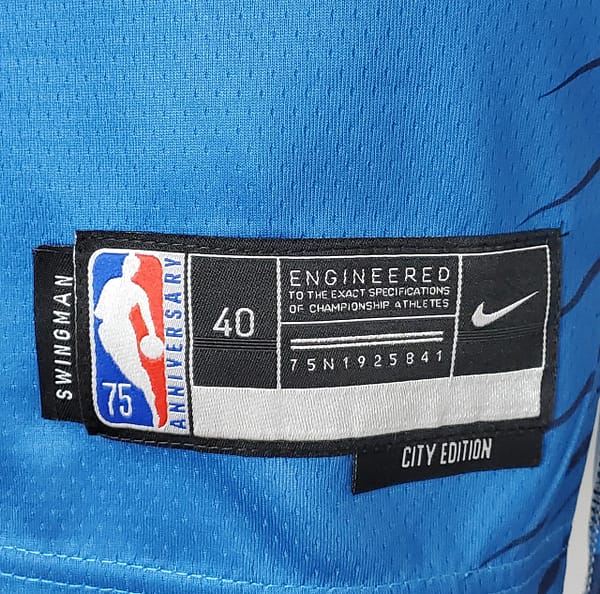 SWINGMAN
75
ANNIVERSARY
40
ENGINEERED
TO THE EXACT SPECIFICATIONS
OF CHAMPIONSHIP ATHLETES
75N1925841
CITY EDITION